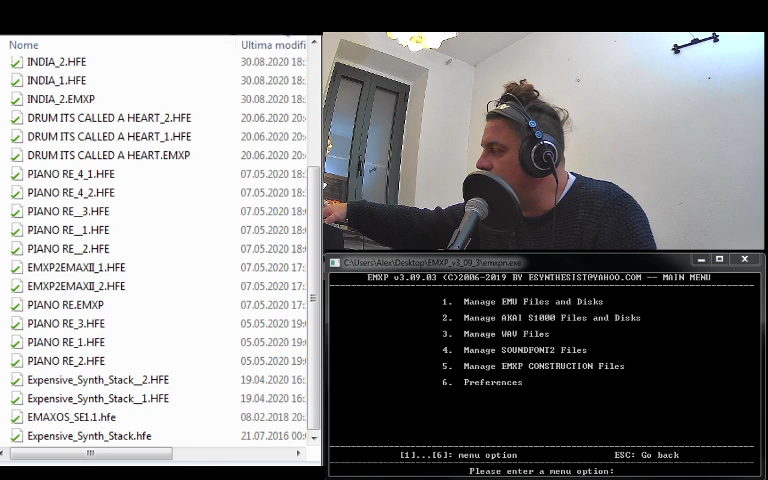 Nome Ultima modifi
INDIA_2.HFE 30.08.2020 18:
INDIA_1.HFE 30.08.2020 18:
INDIA_2.EMXP 30.08.2020 18:
DRUM ITS CALLED A HEART_2.HFE 20.06.2020 20:
DRUM ITS CALLED A HEART_1.HFE 20.06.2020 20:
DRUM ITS CALLED A HEART.EMXP 20.06.2020 20:
PIANO RE_4_1.HFE 07.05.2020 18:
PIANO RE_4_2.HFE 07.05.2020 18:
PIANO RE__3.HFE 07.05.2020 18:
PIANO RE__1.HFE 07.05.2020 18:
PIANO RE__2.HFE 07.05.2020 18:
EMXP2EMAXII_1.HFE 07.05.2020 17:
EMXP2EMAXII_2.HFE 07.05.2020 17:
PIANO RE.EMXP 07.05.2020 17:
PIANO RE_3.HFE 05.05.2020 19:
PIANO RE_1.HFE 05.05.2020 19:
PIANO RE_2.HFE 05.05.2020 19:
Expensive_Synth_Stack__2.HFE 19.04.2020 16:
Expensive_Synth_Stack__1.HFE 19.04.2020 16:
EMAXOS_SE1.1.hfe 08.02.2018 20:
Expensive_Synth_Stack.hfe 21.07.2016 00:
C:\Users\Alex\Desktop\EMXP_v3_09_3\emxpn.exe
EMXP v3.09.03 (C)2006-2019 BY ESYNTHESIST@YAHOO.COM -- MAIN MENU
1. Manage EMU Files and Disks
2. Manage AKAI S1000 Files and Disks
3. Manage WAV Files
4. Manage SOUNDFONT2 Files
5. Manage EMXP CONSTRUCTION Files
6. Preferences
[1]...[6]: menu option ESC: Go back
Please enter a menu option: